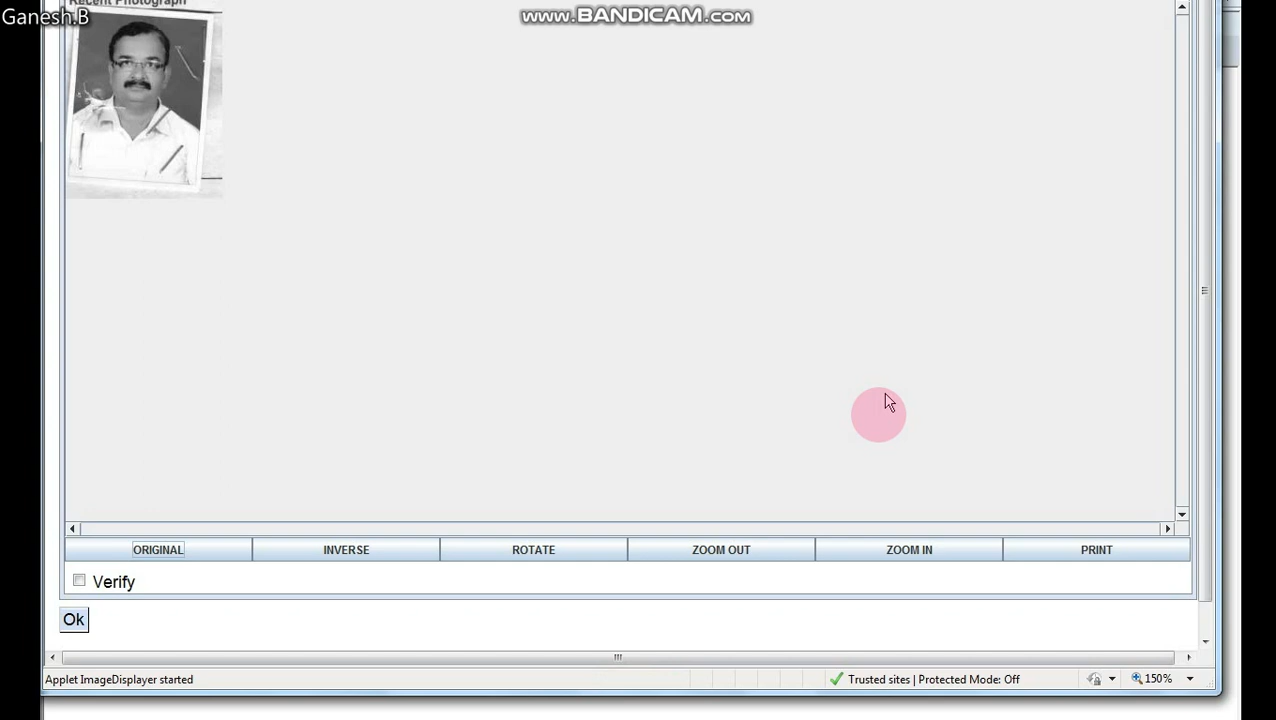 Recent Photograph
Ganesh.B
www.BANDICAM.com
ORIGINAL
INVERSE
ROTATE
ZOOM OUT
ZOOM IN
PRINT
Verify
Ok
Applet ImageDisplayer started
Trusted sites | Protected Mode: Off
150%